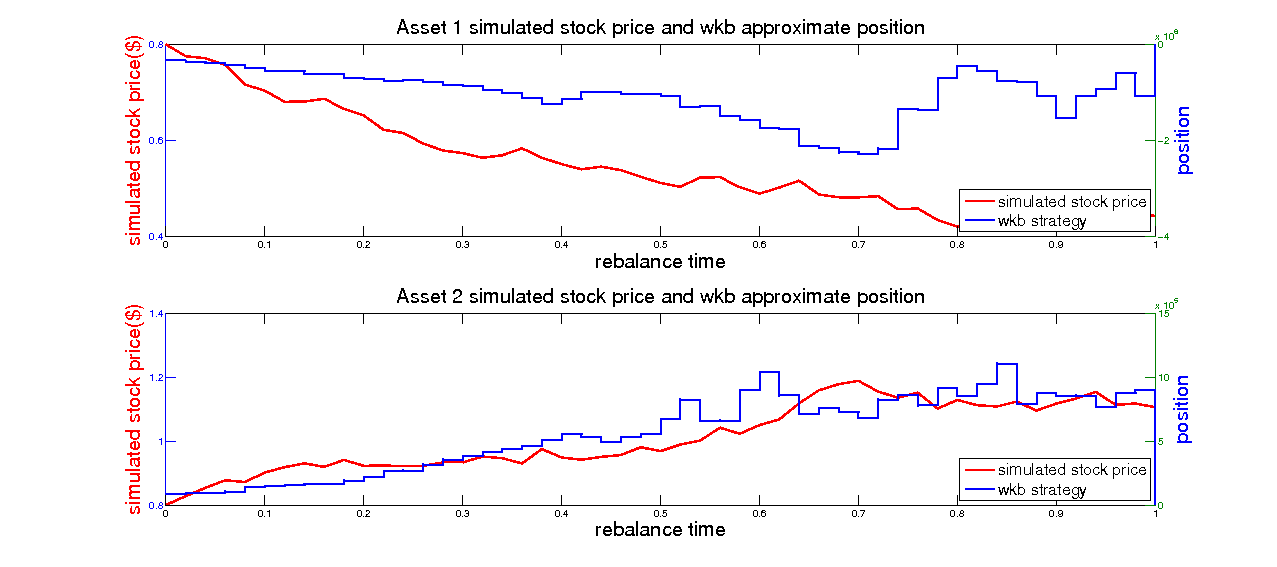 Asset 1 simulated stock price and wkb approximate position
x 10
0.8
0
0.6
-2
0.4
-4
simulated stock price($)
position
simulated stock price
wkb strategy
0 0.1 0.2 0.3 0.4 0.5 0.6 0.7 0.8 0.9 1
rebalance time
Asset 2 simulated stock price and wkb approximate position
x 10
1.4
15
1.2
10
1
5
0.8
0
simulated stock price($)
position
simulated stock price
wkb strategy
0 0.1 0.2 0.3 0.4 0.5 0.6 0.7 0.8 0.9 1
rebalance time